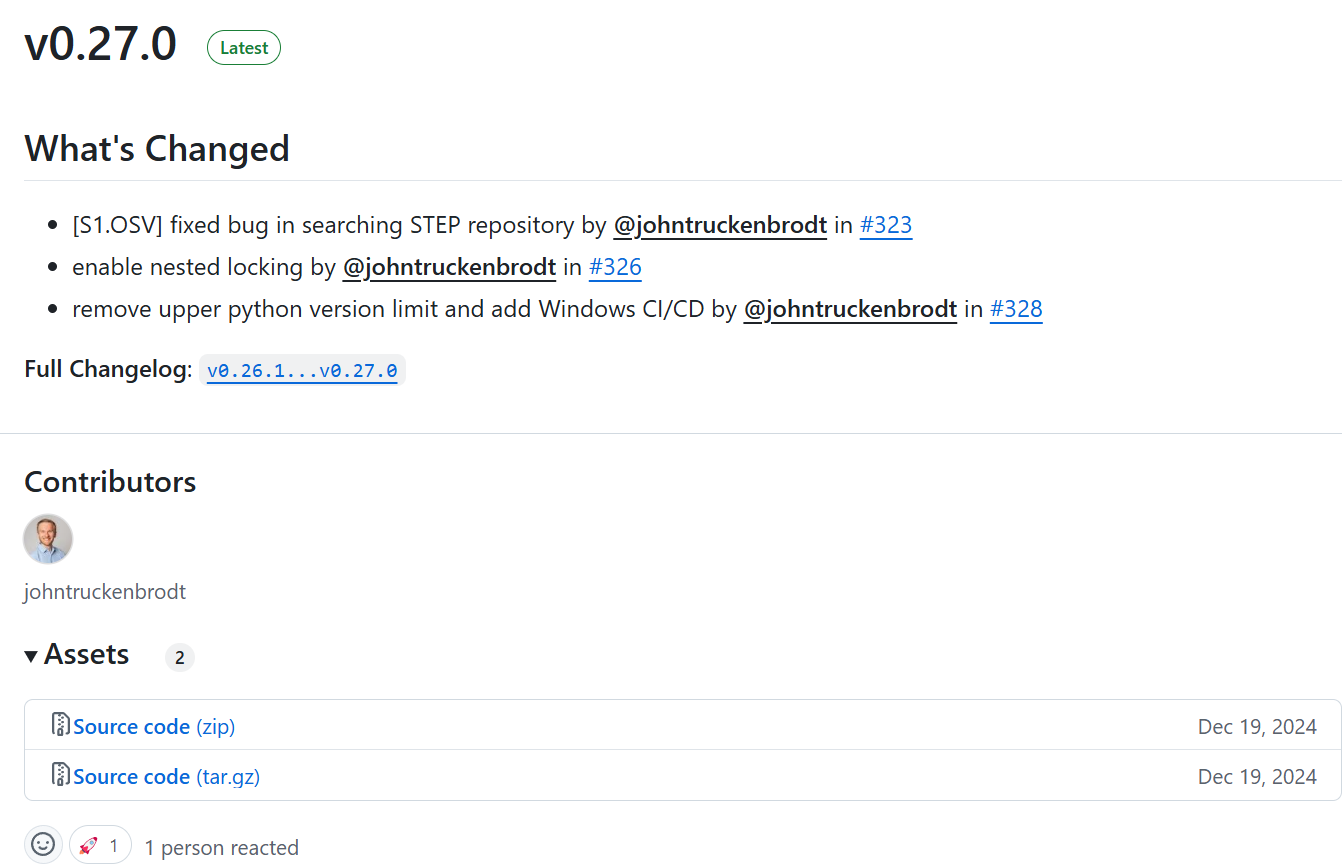 v0.27.0 Latest
What's Changed
[S1.OSV] fixed bug in searching STEP repository by @johntruckenbrodt in #323
enable nested locking by @johntruckenbrodt in #326
remove upper python version limit and add Windows CI/CD by @johntruckenbrodt in #328
Full Changelog: v0.26.1...v0.27.0
Contributors
johntruckenbrodt
Assets 2
Source code (zip) Dec 19, 2024
Source code (tar.gz) Dec 19, 2024
1 1 person reacted